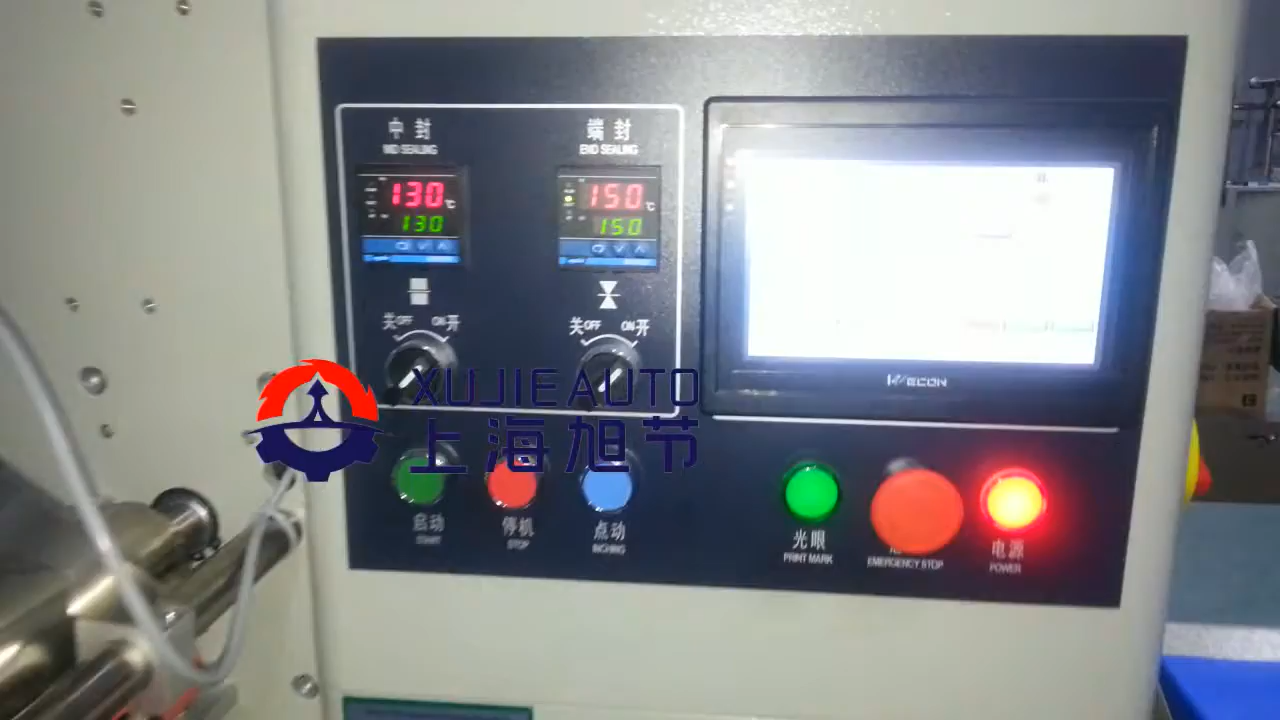 中封
MID SEALING
端封
END SEALING
130 ℃
130
150 ℃
150
关OFF ON开
关OFF ON开
WECON
XUJIEAUTO
上海旭节
启动
START
停机
STOP
点动
INCHING
光眼
PRINT MARK
EMERGENCY STOP
电源
POWER